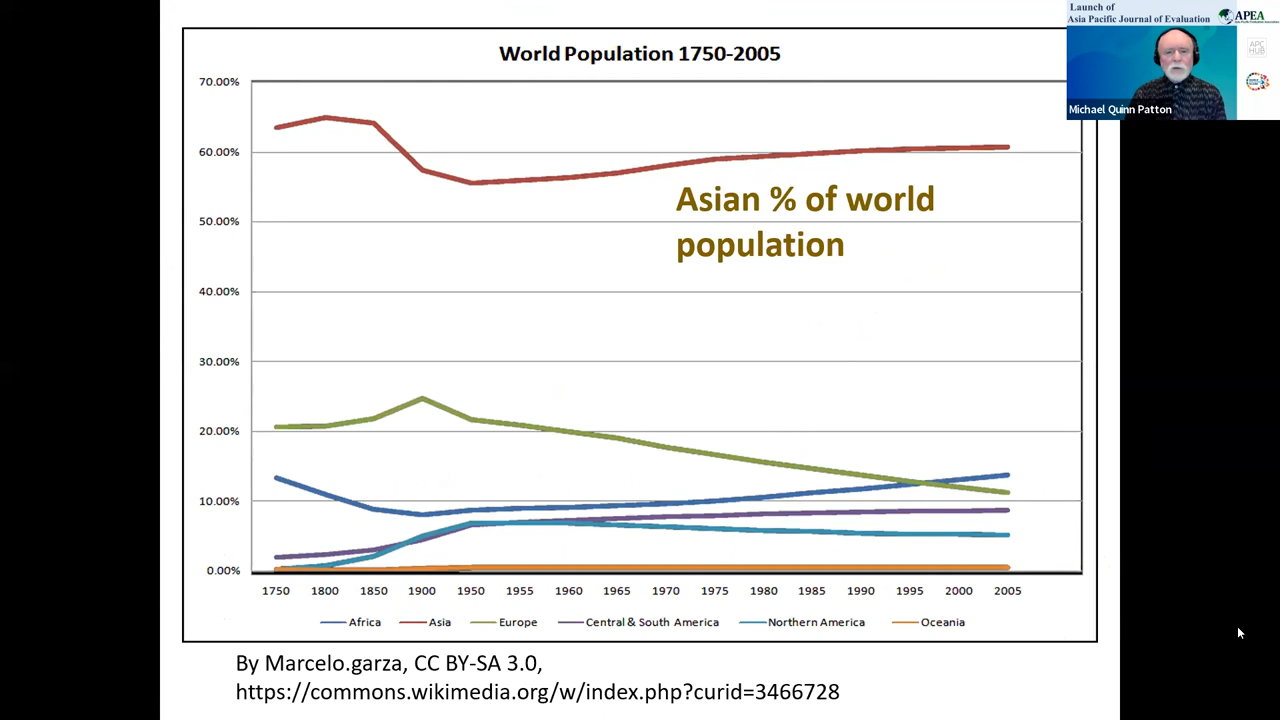 Launch of
Asia Pacific Journal of Evaluation
APEA
APC
HUB
Michael Quinn Patton
World Population 1750-2005
70.00%
60.00%
50.00%
40.00%
30.00%
20.00%
10.00%
0.00%
Asian % of world
population
1750 1800 1850 1900 1950 1955 1960 1965 1970 1975 1980 1985 1990 1995 2000 2005
Africa Asia Europe Central & South America Northern America Oceania
By Marcelo.garza, CC BY-SA 3.0,
https://commons.wikimedia.org/w/index.php?curid=3466728